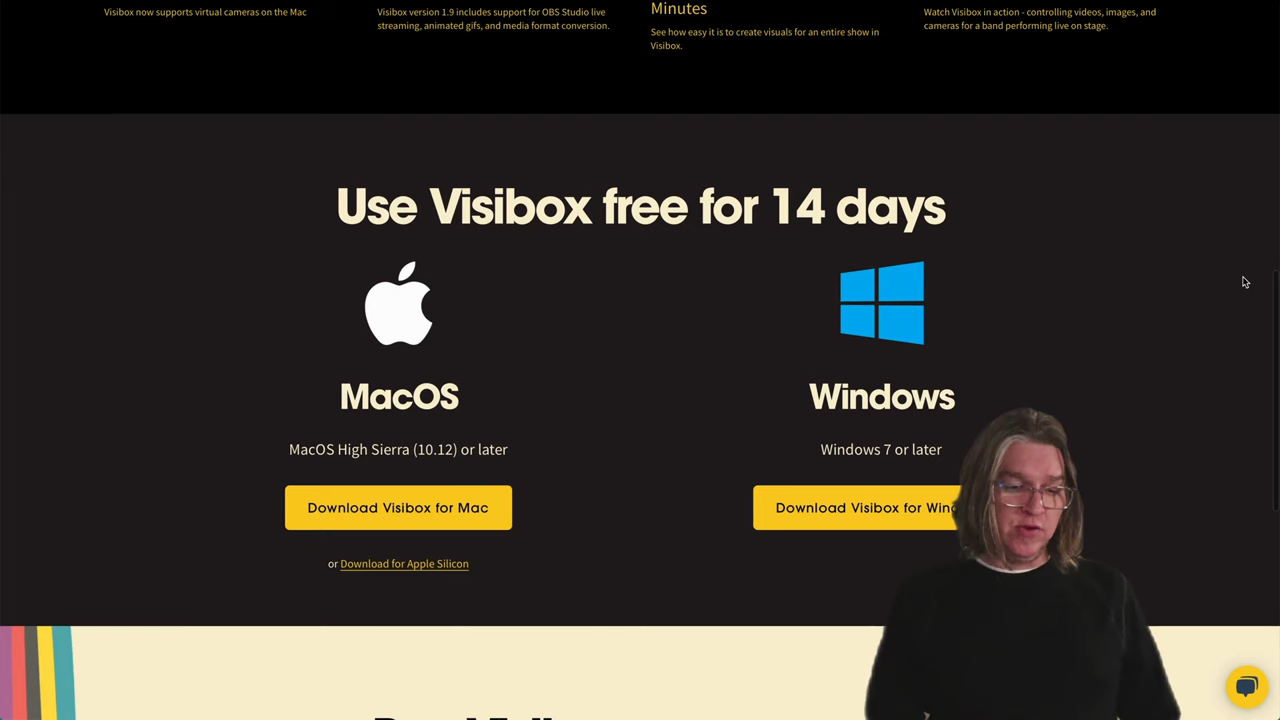 Visibox now supports virtual cameras on the Mac
Visibox version 1.9 includes support for OBS Studio live
streaming, animated gifs, and media format conversion.
Minutes
See how easy it is to create visuals for an entire show in
Visibox.
Watch Visibox in action - controlling videos, images, and
cameras for a band performing live on stage.
Use Visibox free for 14 days
MacOS
MacOS High Sierra (10.12) or later
Download Visibox for Mac
or Download for Apple Silicon
Windows
Windows 7 or later
Download Visibox for